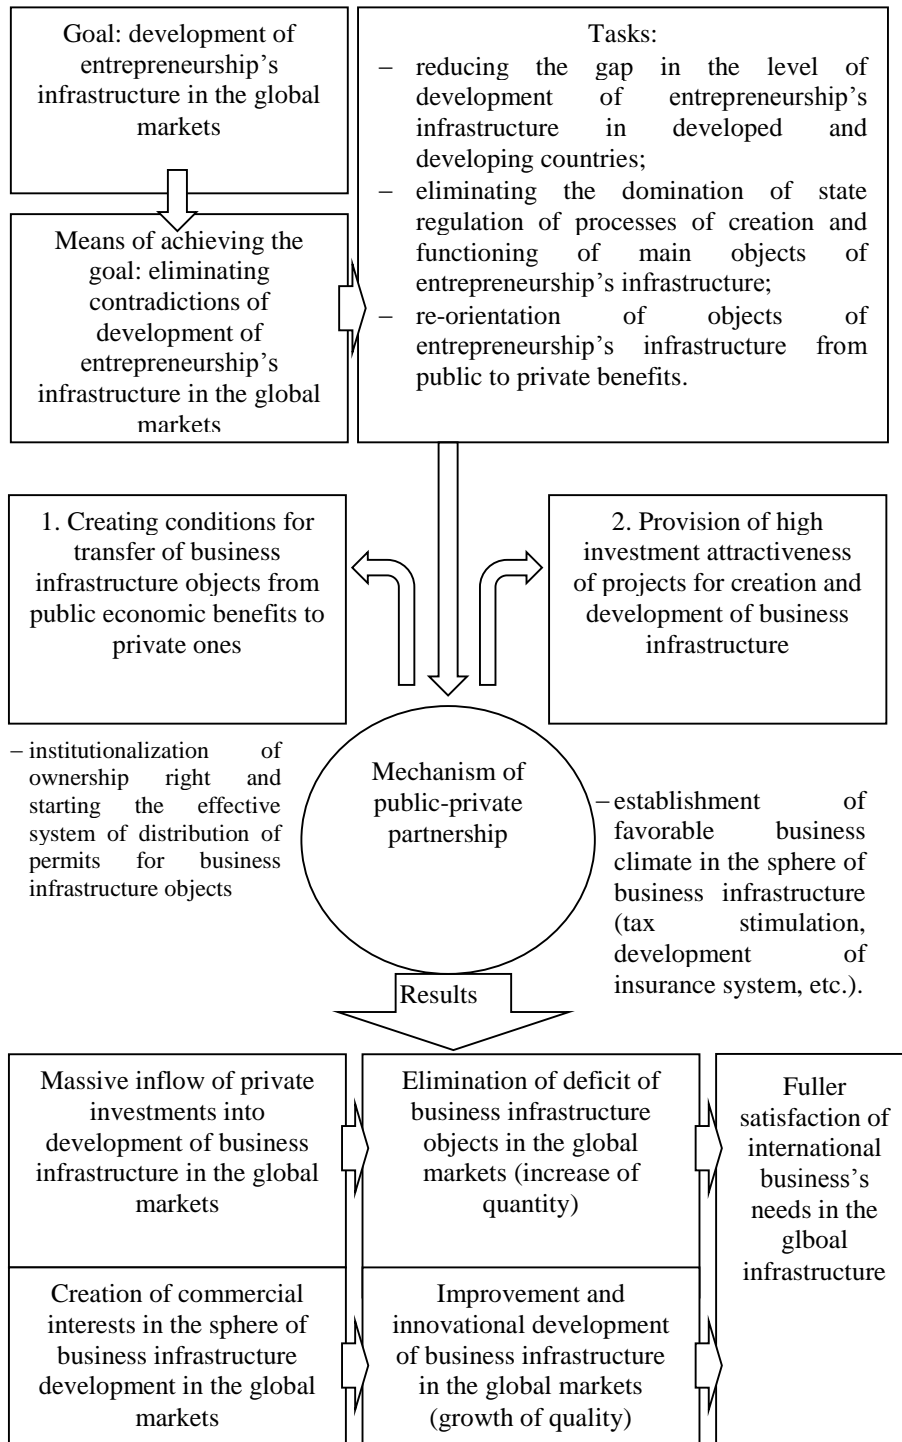 Goal: development of
entrepreneurship’s
infrastructure in the global
markets
Means of achieving the
goal: eliminating
contradictions of
development of
entrepreneurship’s
infrastructure in the global
markets
Tasks:
– reducing the gap in the level of
development of entrepreneurship’s
infrastructure in developed and
developing countries;
– eliminating the domination of state
regulation of processes of creation and
functioning of main objects of
entrepreneurship’s infrastructure;
– re-orientation of objects of
entrepreneurship’s infrastructure from
public to private benefits.
1. Creating conditions for
transfer of business
infrastructure objects from
public economic benefits to
private ones
2. Provision of high
investment attractiveness
of projects for creation and
development of business
infrastructure
– institutionalization of
ownership right and
starting the effective
system of distribution of
permits for business
infrastructure objects
Mechanism of
public-private
partnership
– establishment of
favorable business
climate in the sphere of
business infrastructure
(tax stimulation,
development of
insurance system, etc.).
Results
Massive inflow of private
investments into
development of business
infrastructure in the global
markets
Elimination of deficit of
business infrastructure
objects in the global
markets (increase of
quantity)
Fuller
satisfaction of
international
business’s
needs in the
glboal
infrastructure
Creation of commercial
interests in the sphere of
business infrastructure
development in the global
markets
Improvement and
innovational development
of business infrastructure
in the global markets
(growth of quality)